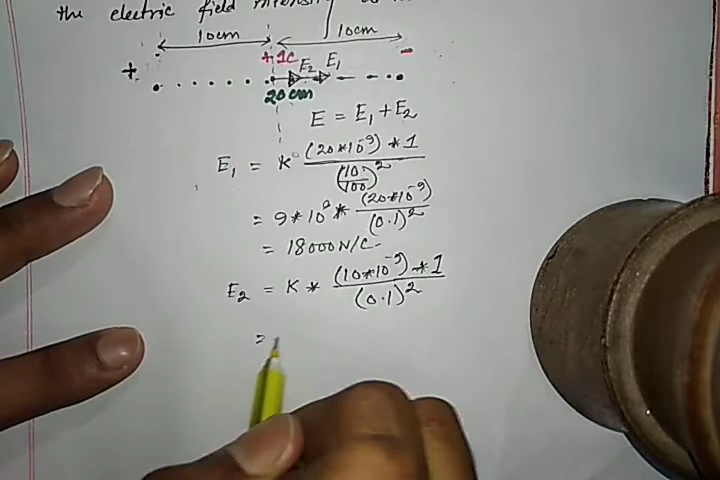 the electric field intensity
10cm 10cm
+1C -
+ E2 E1
20cm
E = E1 + E2
E1 = K (20*10^-9) * 1 / (10/100)^2
= 9*10^9 * (20*10^-9) / (0.1)^2
= 18000 N/C
E2 = K * (10*10^-9) * 1 / (0.1)^2
=